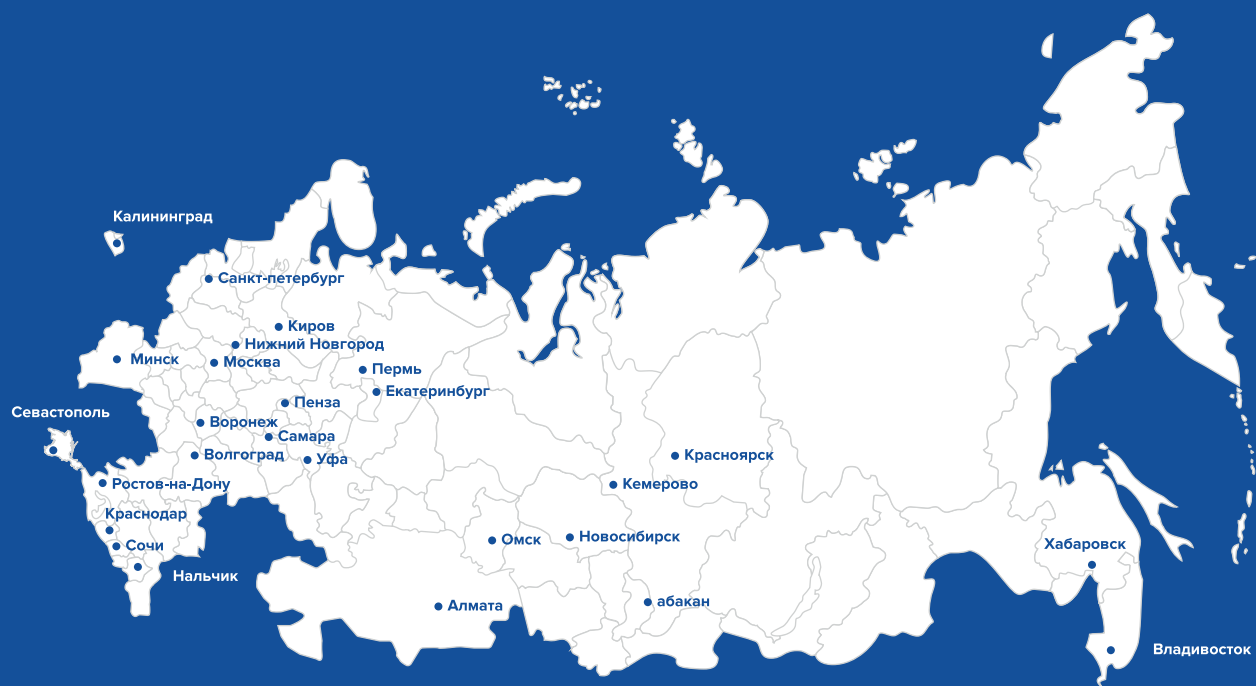 Калининград
Санкт-петербург
Киров
Нижний Новгород
Минск
Москва
Пермь
Екатеринбург
Пенза
Севастополь
Воронеж
Самара
Волгоград
Уфа
Красноярск
Ростов-на-Дону
Кемерово
Краснодар
Новосибирск
Омск
Хабаровск
Сочи
Нальчик
абакан
Алмата
Владивосток